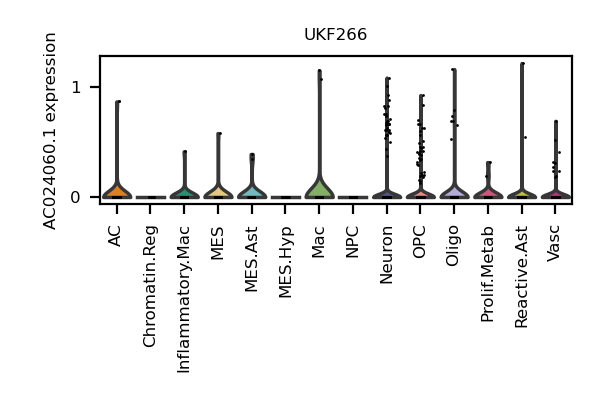 UKF266
AC024060.1 expression
1
0
AC
Chromatin.Reg
Inflammatory.Mac
MES
MES.Ast
MES.Hyp
Mac
NPC
Neuron
OPC
Oligo
Prolif.Metab
Reactive.Ast
Vasc